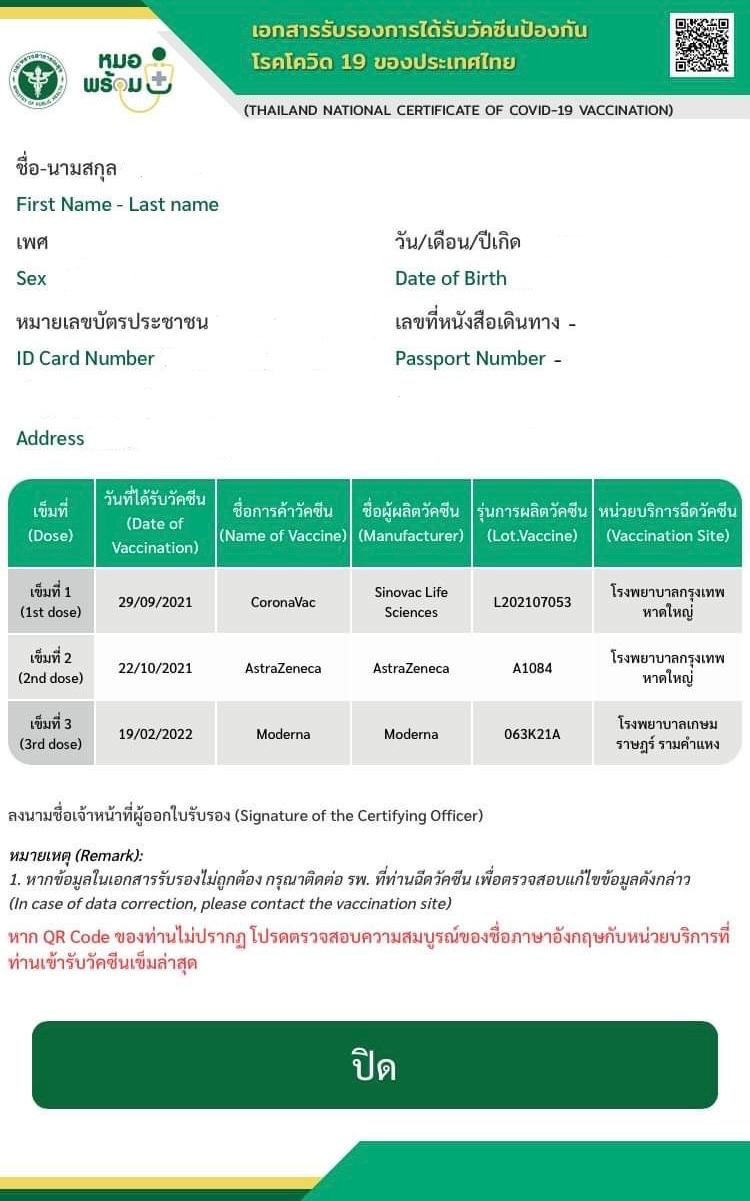 เอกสารรับรองการได้รับวัคซีนป้องกัน
โรคโควิด 19 ของประเทศไทย
หมอ
พร้อม
(THAILAND NATIONAL CERTIFICATE OF COVID-19 VACCINATION)
ชื่อ-นามสกุล
First Name - Last name
เพศ
วัน/เดือน/ปีเกิด
Sex
Date of Birth
หมายเลขบัตรประชาชน
เลขที่หนังสือเดินทาง -
ID Card Number
Passport Number -
Address
เข็มที่ วันที่ได้รับวัคซีน ชื่อการค้าวัคซีน ชื่อผู้ผลิตวัคซีน รุ่นการผลิตวัคซีน หน่วยบริการฉีดวัคซีน
(Dose) (Date of (Name of Vaccine) (Manufacturer) (Lot.Vaccine) (Vaccination Site)
Vaccination)
เข็มที่ 1 Sinovac Life โรงพยาบาลกรุงเทพ
29/09/2021 CoronaVac L202107053
(1st dose) Sciences หาดใหญ่
เข็มที่ 2 โรงพยาบาลกรุงเทพ
22/10/2021 AstraZeneca AstraZeneca A1084
(2nd dose) หาดใหญ่
เข็มที่ 3 โรงพยาบาลเกษม
19/02/2022 Moderna Moderna 063K21A
(3rd dose) ราษฎร์ รามคำแหง
ลงนามชื่อเจ้าหน้าที่ผู้ออกใบรับรอง (Signature of the Certifying Officer)
หมายเหตุ (Remark):
1. หากข้อมูลในเอกสารรับรองไม่ถูกต้อง กรุณาติดต่อ รพ. ที่ท่านฉีดวัคซีน เพื่อตรวจสอบแก้ไขข้อมูลดังกล่าว
(In case of data correction, please contact the vaccination site)
หาก QR Code ของท่านไม่ปรากฏ โปรดตรวจสอบความสมบูรณ์ของชื่อภาษาอังกฤษกับหน่วยบริการที่
ท่านเข้ารับวัคซีนเข็มล่าสุด
ปิด